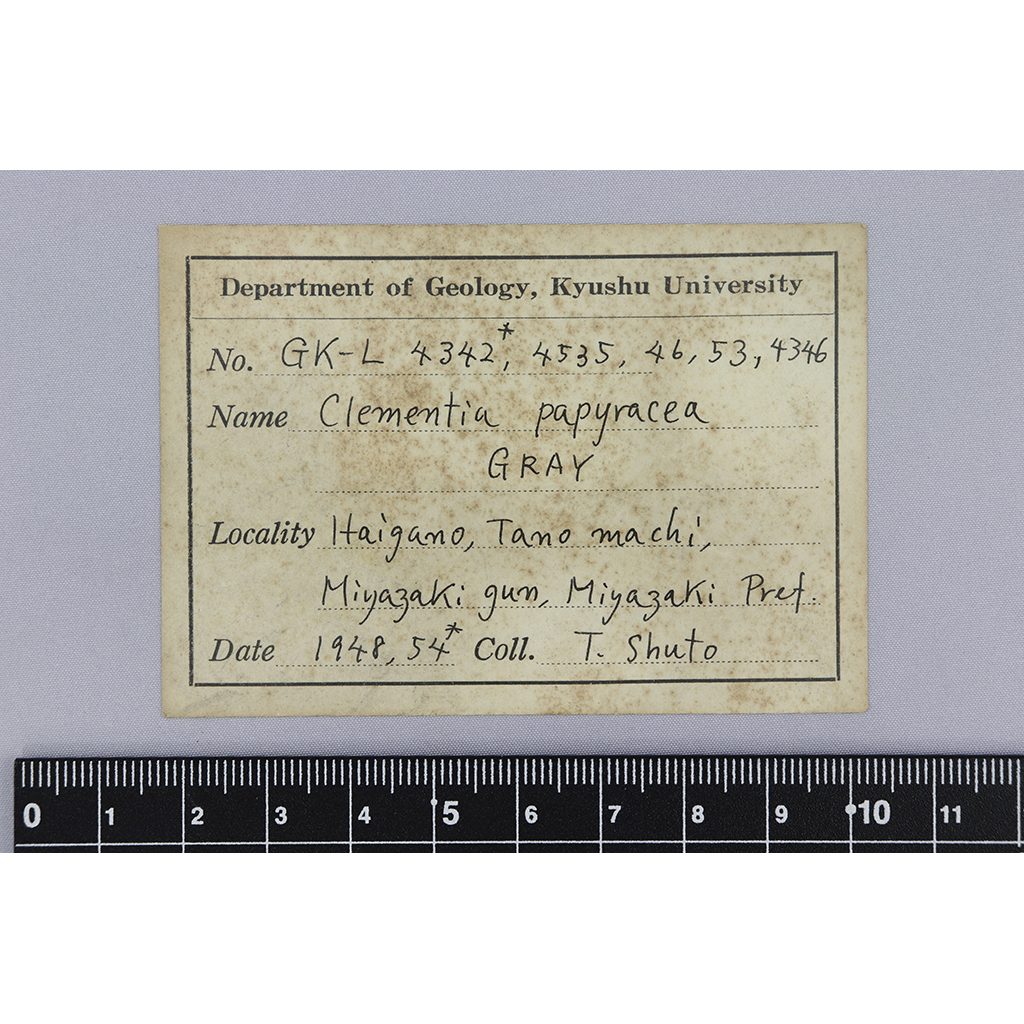 Department of Geology, Kyushu University
No. GK-L 4342*, 4535, 46, 53, 4346
Name Clementia papyracea
GRAY
Locality Haigano, Tano machi,
Miyazaki gun, Miyazaki Pref.
Date 1948, 54* Coll. T. Shuto
0 1 2 3 4 5 6 7 8 9 10 11